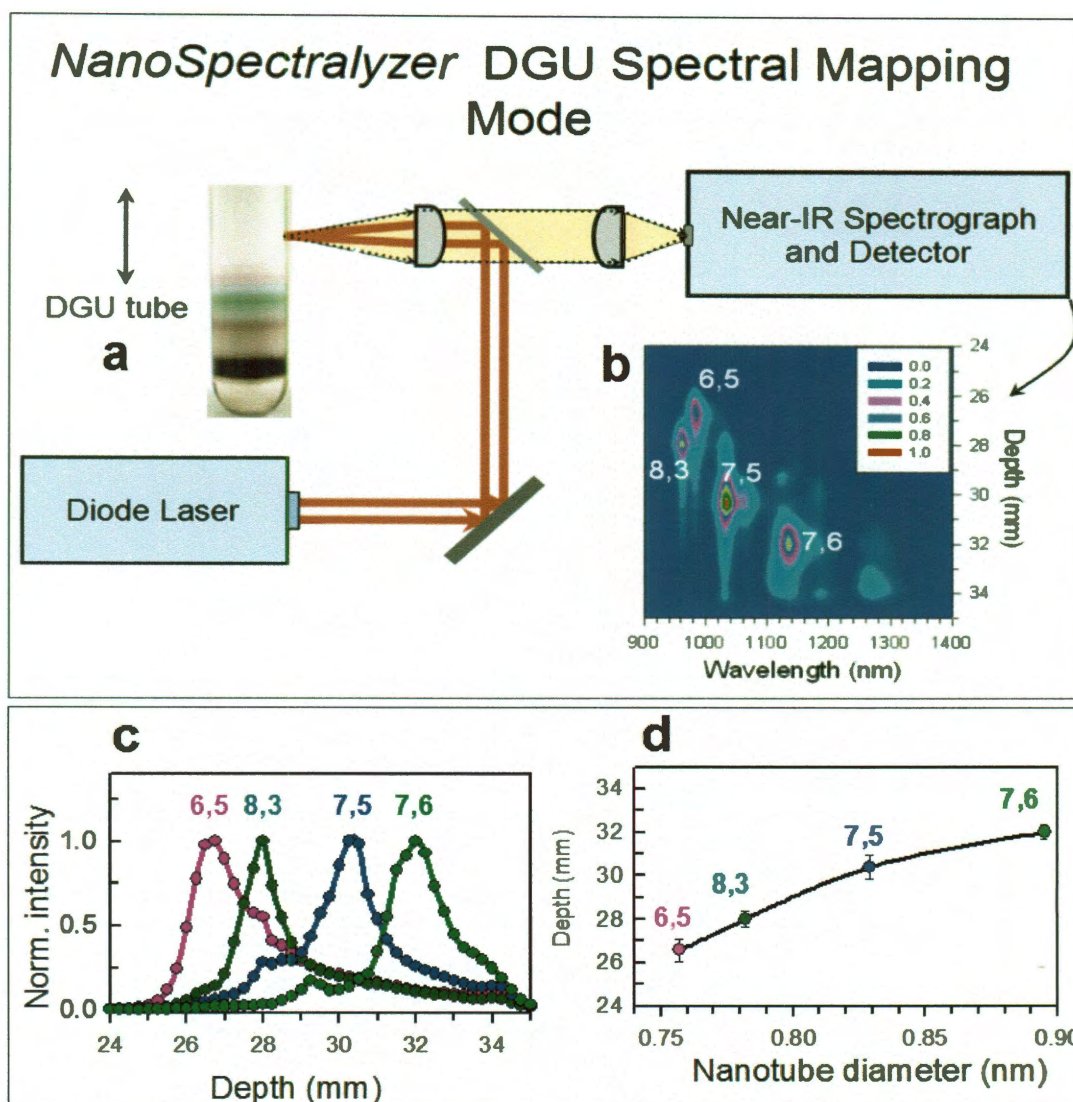 NanoSpectralyzer DGU Spectral Mapping
Mode
Near-IR Spectrograph
and Detector
DGU tube
a
Diode Laser
b
6,5
8,3
7,5
7,6
0.0
0.2
0.4
0.6
0.8
1.0
24
26
28
30
32
34
Depth (mm)
900 1000 1100 1200 1300 1400
Wavelength (nm)
c
6,5 8,3 7,5 7,6
1.0
0.5
0.0
Norm. intensity
24 26 28 30 32 34
Depth (mm)
d
35
34
32
30
28
26
24
Depth (mm)
6,5
8,3
7,5
7,6
0.75 0.80 0.85 0.90
Nanotube diameter (nm)